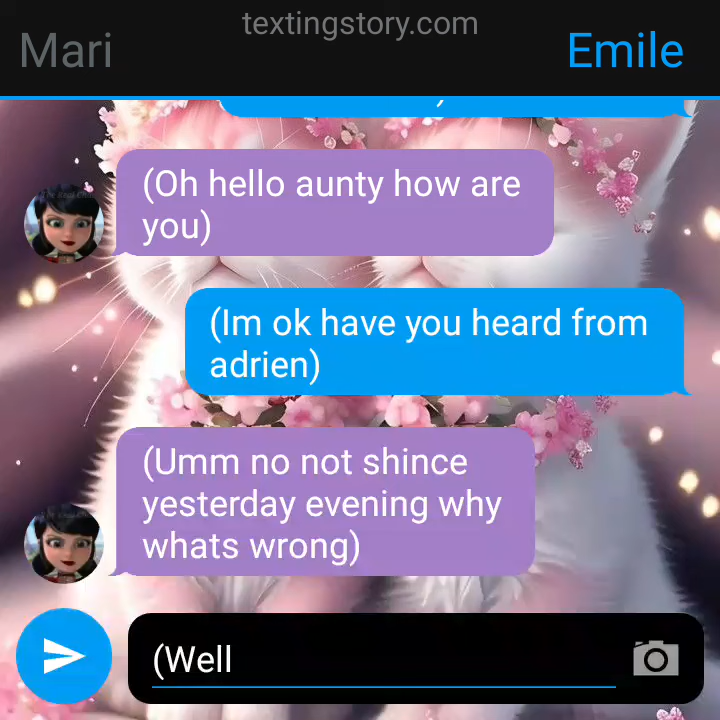 textingstory.com
Mari
Emile
(Oh hello aunty how are
you)
(Im ok have you heard from
adrien)
(Umm no not shince
yesterday evening why
whats wrong)
(Well